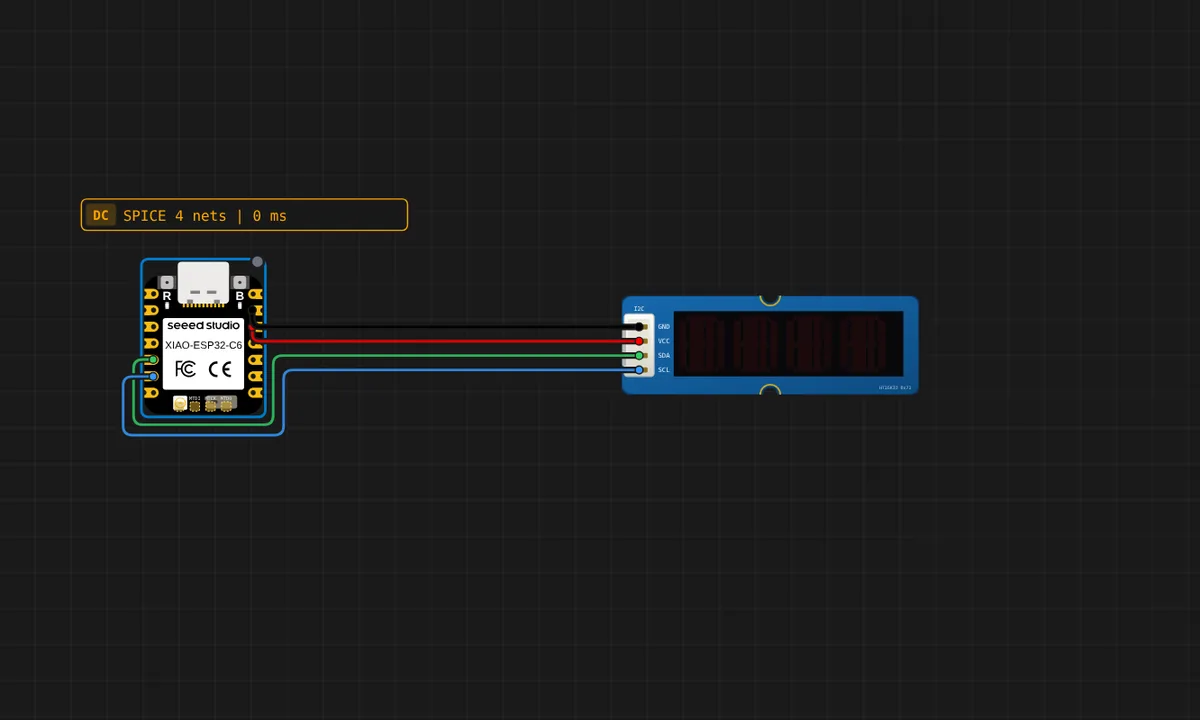 DC SPICE 4 nets | 0 ms
R B
seeed studio
XIAO-ESP32-C6
FC CE
I2C
GND
VCC
SDA
SCL